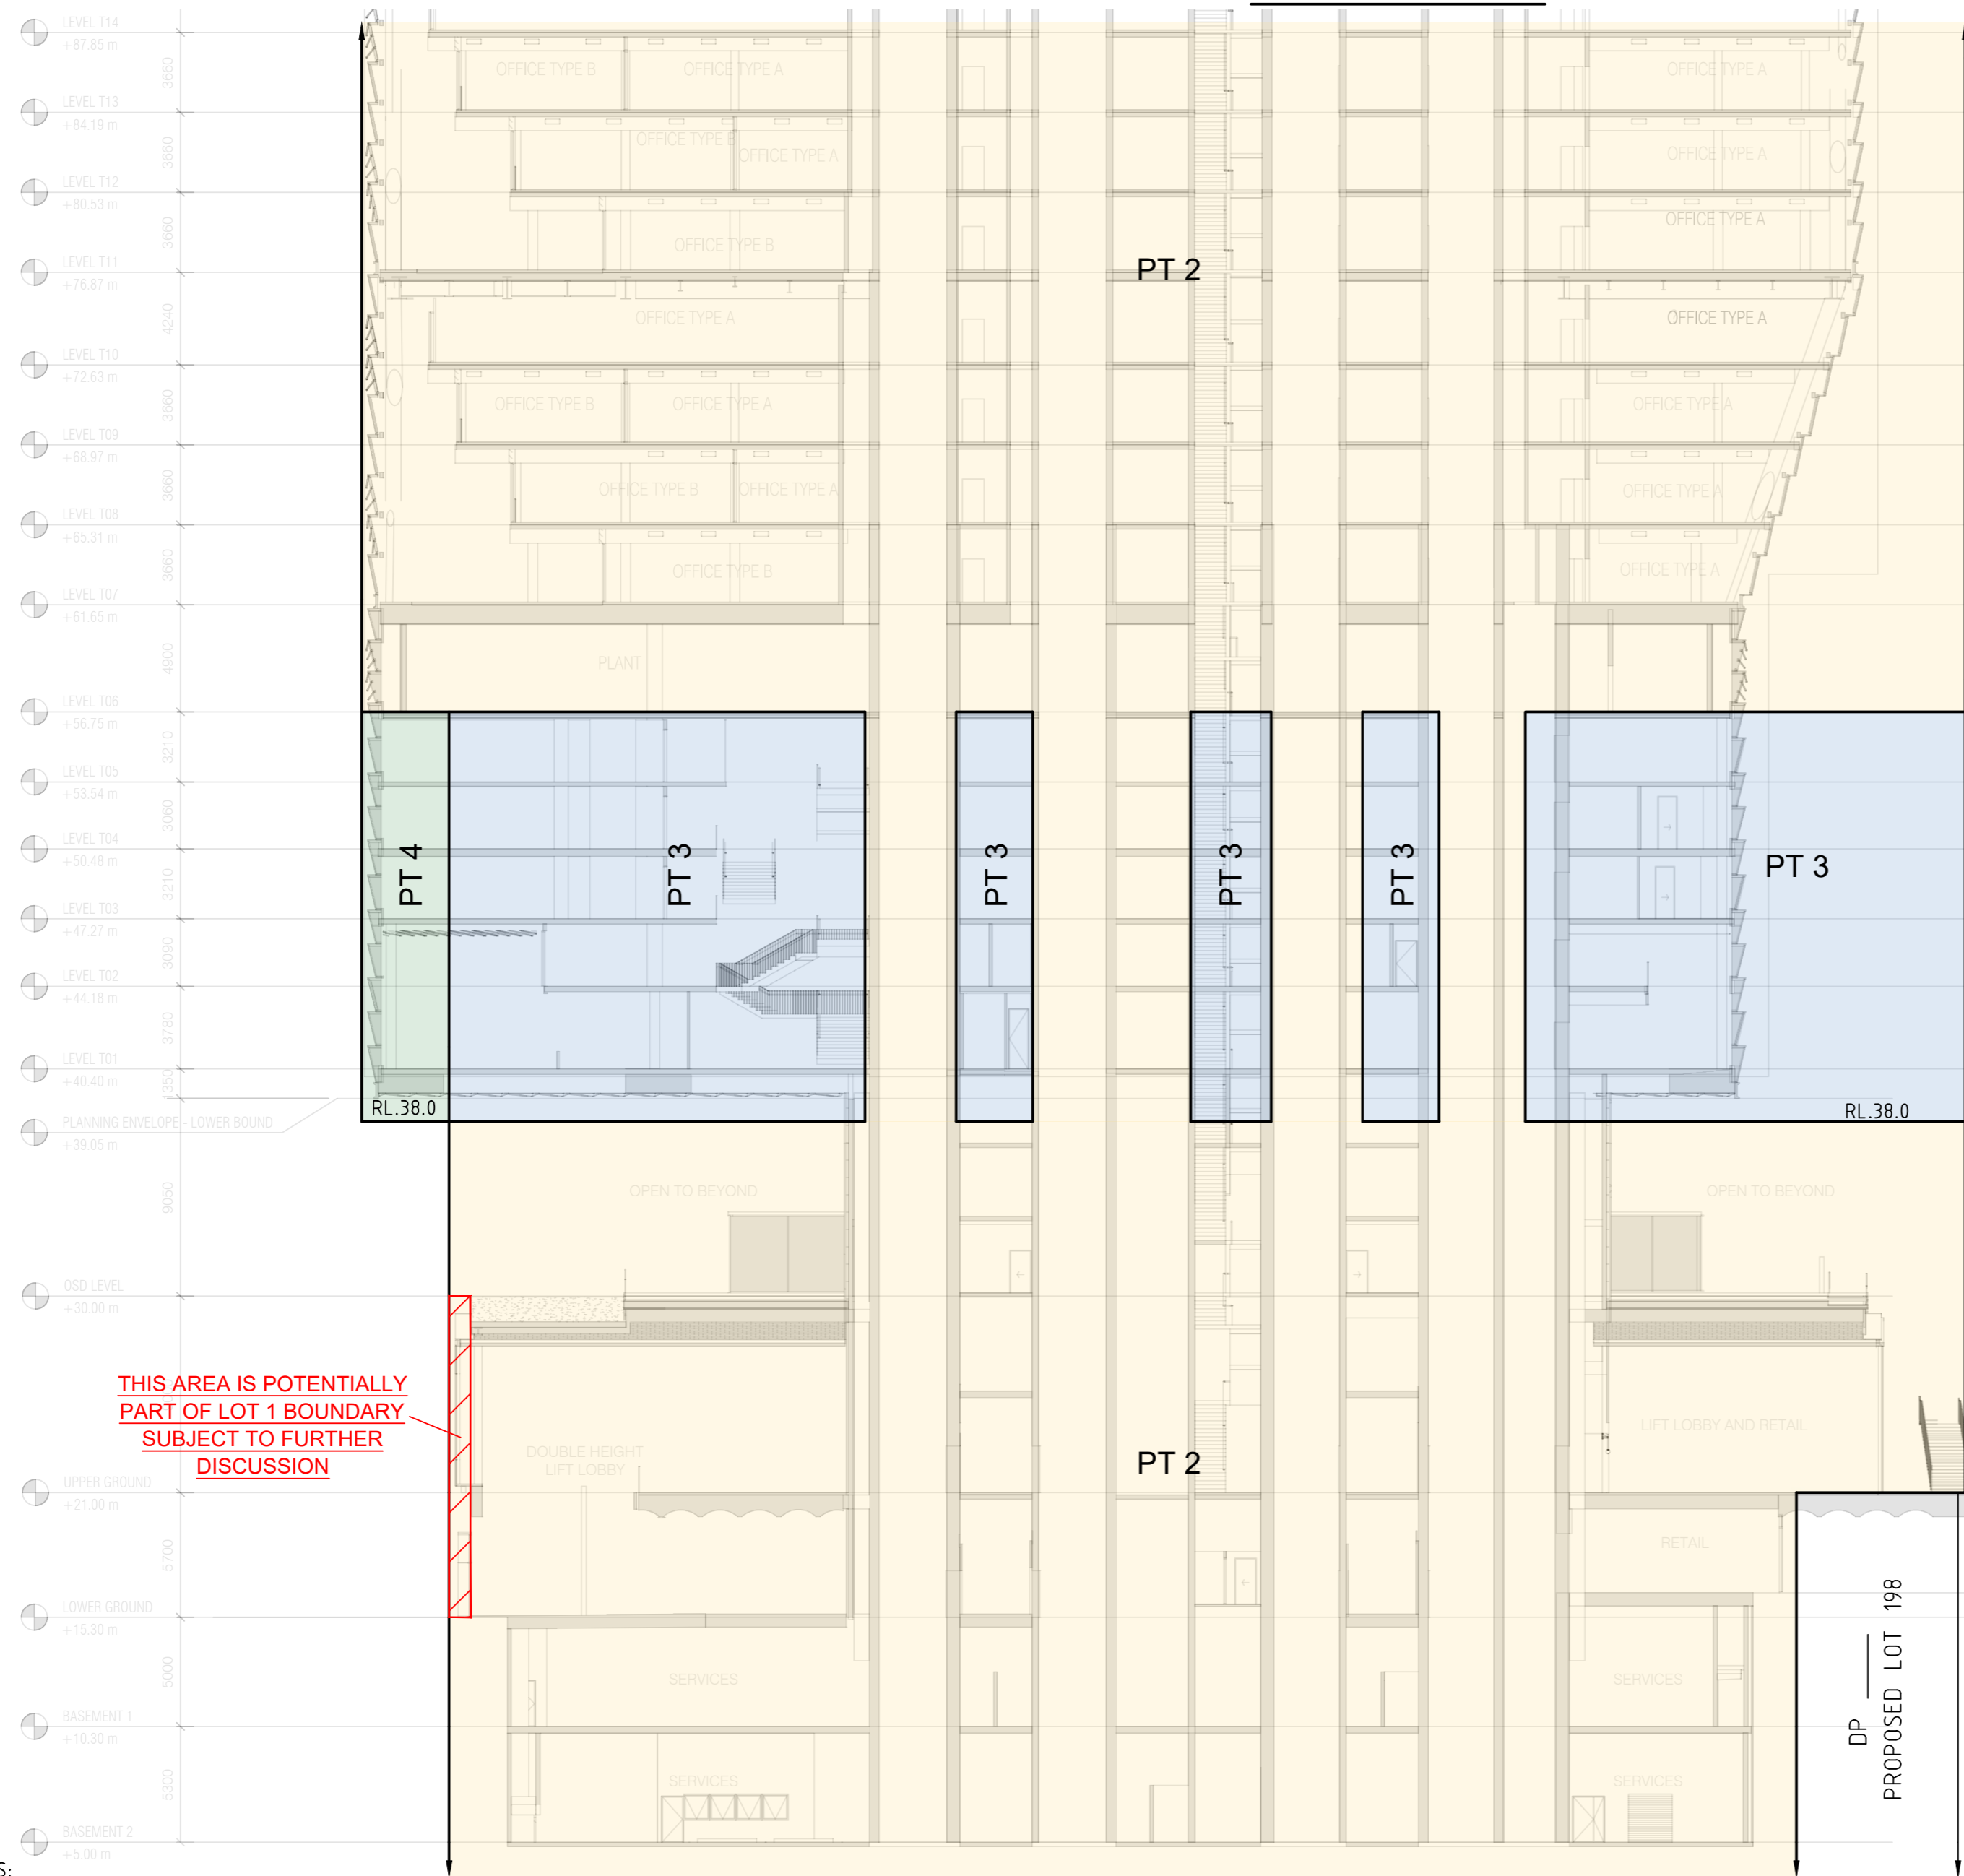 LEVEL T14
+87.85 m
3660
LEVEL T13
+84.19 m
3660
LEVEL T12
+80.53 m
3660
LEVEL T11
+76.87 m
4240
LEVEL T10
+72.63 m
3660
LEVEL T09
+68.97 m
3660
LEVEL T08
+65.31 m
3660
LEVEL T07
+61.65 m
4900
LEVEL T06
+56.75 m
3210
LEVEL T05
+53.54 m
3060
LEVEL T04
+50.48 m
3210
LEVEL T03
+47.27 m
3090
LEVEL T02
+44.18 m
3780
LEVEL T01
+40.40 m
1350
PLANNING ENVELOPE - LOWER BOUND
+39.05 m
9050
OSD LEVEL
+30.00 m
UPPER GROUND
+21.00 m
5700
LOWER GROUND
+15.30 m
5000
BASEMENT 1
+10.30 m
5300
BASEMENT 2
+5.00 m
S:
OFFICE TYPE B
OFFICE TYPE A
OFFICE TYPE A
OFFICE TYPE B
OFFICE TYPE A
OFFICE TYPE A
OFFICE TYPE B
OFFICE TYPE A
PT 2
OFFICE TYPE A
OFFICE TYPE A
OFFICE TYPE B
OFFICE TYPE A
OFFICE TYPE A
OFFICE TYPE B
OFFICE TYPE A
OFFICE TYPE A
OFFICE TYPE B
OFFICE TYPE A
PLANT
PT 4
PT 3
PT 3
PT 3
PT 3
PT 3
RL.38.0
RL.38.0
OPEN TO BEYOND
OPEN TO BEYOND
THIS AREA IS POTENTIALLY
PART OF LOT 1 BOUNDARY
SUBJECT TO FURTHER
DISCUSSION
DOUBLE HEIGHT
LIFT LOBBY
PT 2
LIFT LOBBY AND RETAIL
RETAIL
SERVICES
SERVICES
SERVICES
SERVICES
DP
PROPOSED LOT 198